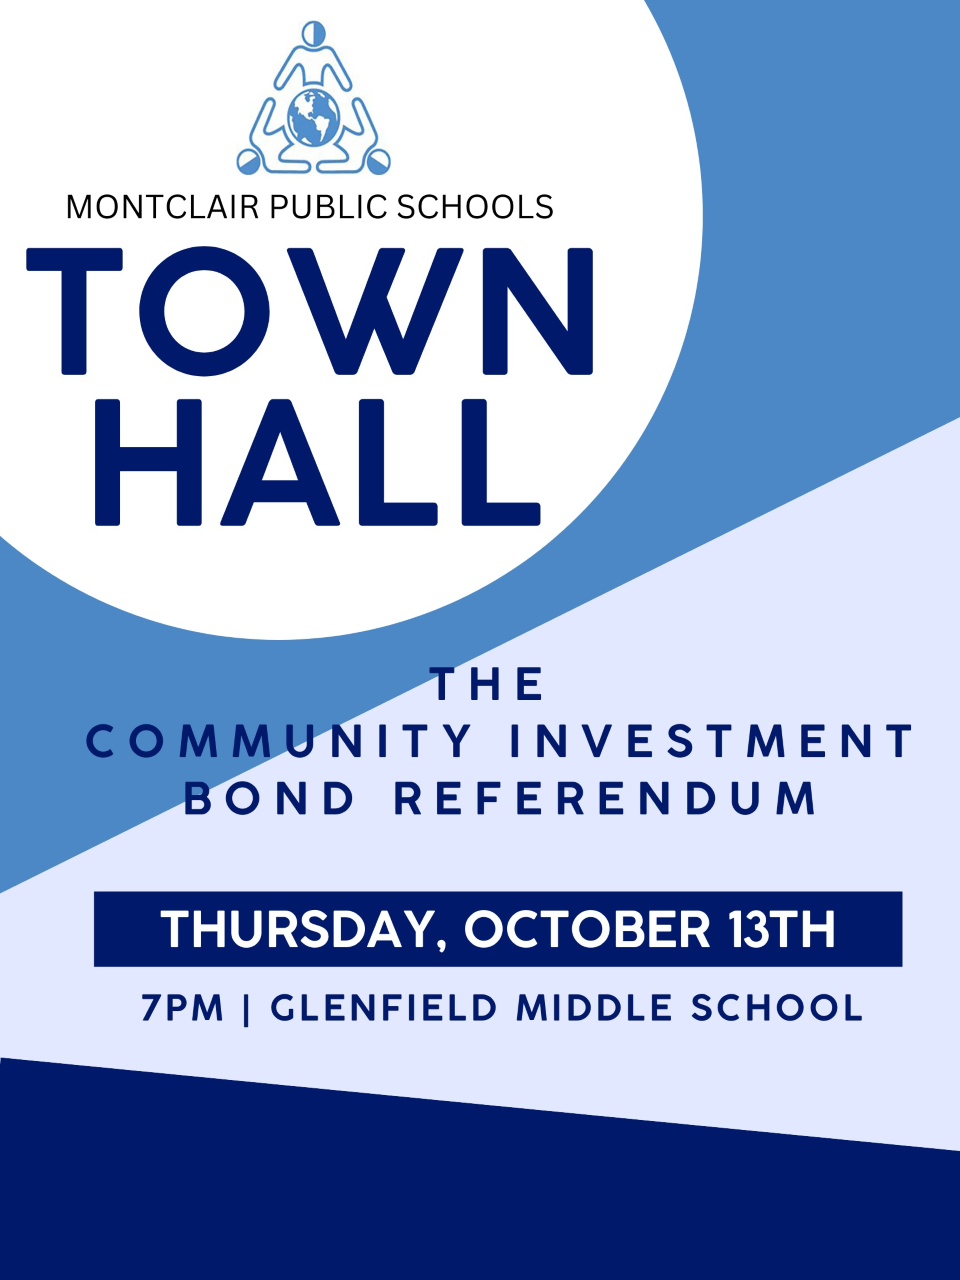 MONTCLAIR PUBLIC SCHOOLS
TOWN
HALL
THE
COMMUNITY INVESTMENT
BOND REFERENDUM
THURSDAY, OCTOBER 13TH
7PM | GLENFIELD MIDDLE SCHOOL